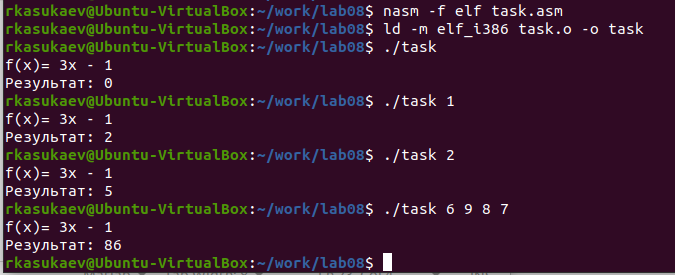 rkasukaev@Ubuntu-VirtualBox:~/work/lab08$ nasm -f elf task.asm
rkasukaev@Ubuntu-VirtualBox:~/work/lab08$ ld -m elf_i386 task.o -o task
rkasukaev@Ubuntu-VirtualBox:~/work/lab08$ ./task
f(x)= 3x - 1
Результат: 0
rkasukaev@Ubuntu-VirtualBox:~/work/lab08$ ./task 1
f(x)= 3x - 1
Результат: 2
rkasukaev@Ubuntu-VirtualBox:~/work/lab08$ ./task 2
f(x)= 3x - 1
Результат: 5
rkasukaev@Ubuntu-VirtualBox:~/work/lab08$ ./task 6 9 8 7
f(x)= 3x - 1
Результат: 86
rkasukaev@Ubuntu-VirtualBox:~/work/lab08$